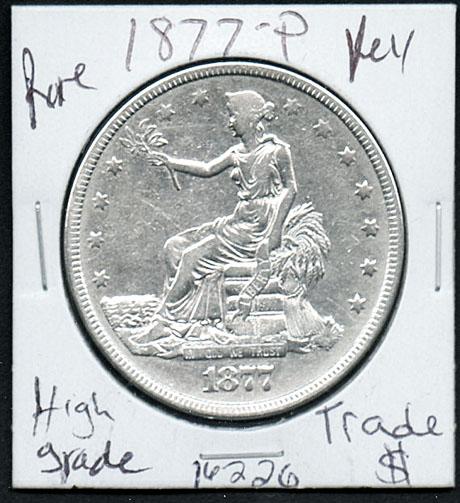 1877-P
Rare Key
IN GOD WE TRUST
1877
High grade
Trade $
16226